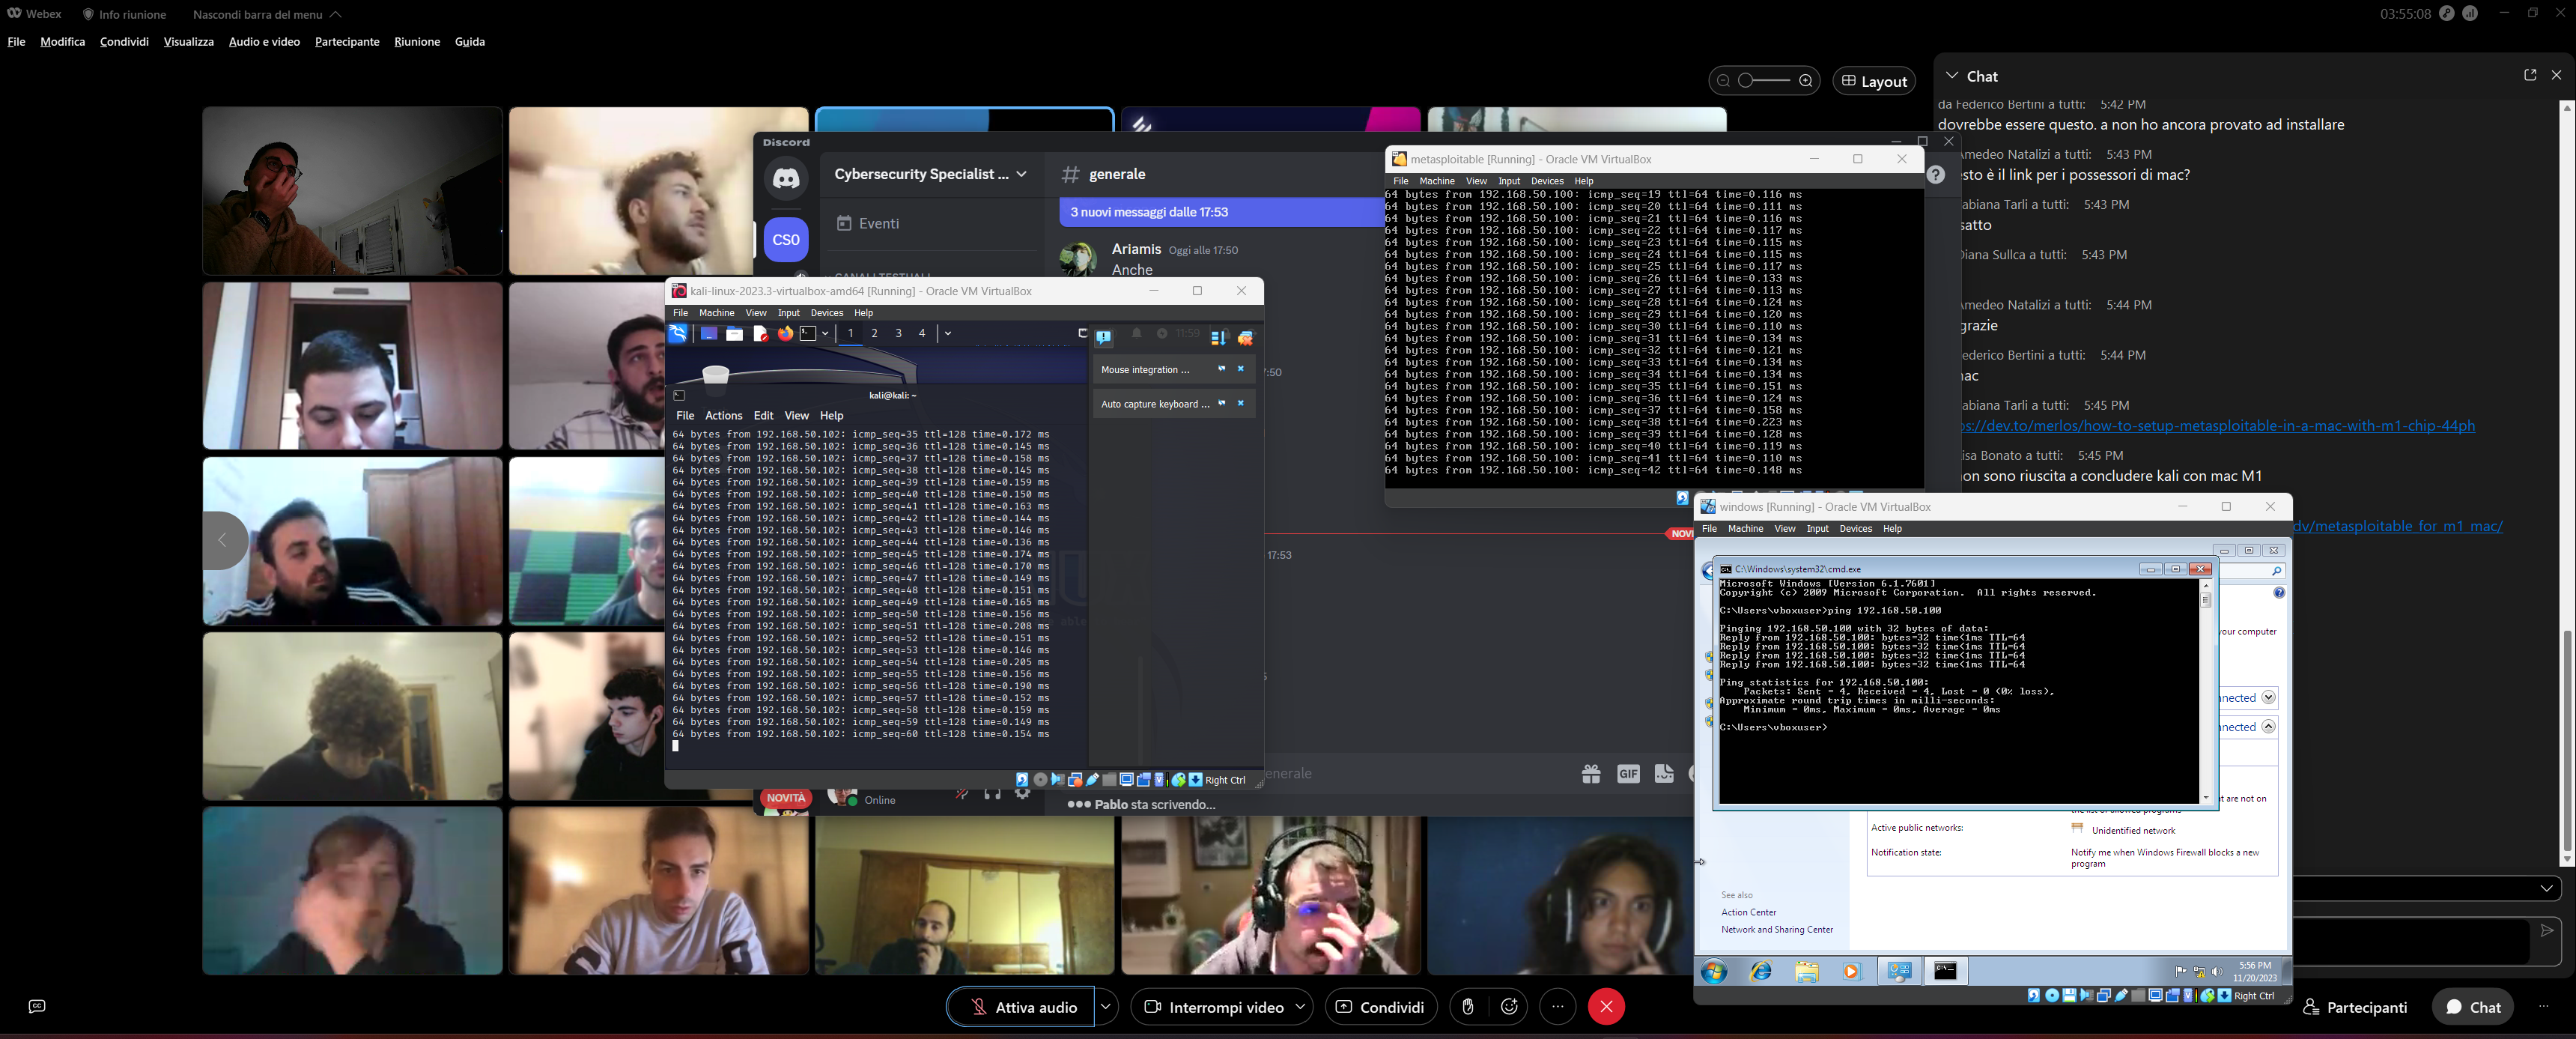 Webex
Info riunione
Nascondi barra del menu
03:55:08
File Modifica Condividi Visualizza Audio e video Partecipante Riunione Guida
Layout
Chat
da Federico Bertini a tutti: 5:42 PM
dovrebbe essere questo. a non ho ancora provato ad installare
Amedeo Natalizi a tutti: 5:43 PM
sto è il link per i possessori di mac?
abiana Tarli a tutti: 5:43 PM
satto
Diana Sullca a tutti: 5:43 PM
Amedeo Natalizi a tutti: 5:44 PM
grazie
ederico Bertini a tutti: 5:44 PM
ac
abiana Tarli a tutti: 5:45 PM
s://dev.to/merlos/how-to-setup-metasploitable-in-a-mac-with-m1-chip-44ph
isa Bonato a tutti: 5:45 PM
on sono riuscita a concludere kali con mac M1
dv/metasploitable_for_m1_mac/
Discord
Cybersecurity Specialist ...
CS0
Eventi
CANALI TESTUALI
# generale
3 nuovi messaggi dalle 17:53
Ariamis Oggi alle 17:50
Anche
:50
NOVI
17:53
enerale
GIF
NOVITÀ
Online
Pablo sta scrivendo...
kali-linux-2023.3-virtualbox-amd64 [Running] - Oracle VM VirtualBox
File Machine View Input Devices Help
1 2 3 4
11:59
Mouse integration ...
Auto capture keyboard ...
kali@kali: ~
File Actions Edit View Help
64 bytes from 192.168.50.102: icmp_seq=35 ttl=128 time=0.172 ms
64 bytes from 192.168.50.102: icmp_seq=36 ttl=128 time=0.145 ms
64 bytes from 192.168.50.102: icmp_seq=37 ttl=128 time=0.158 ms
64 bytes from 192.168.50.102: icmp_seq=38 ttl=128 time=0.145 ms
64 bytes from 192.168.50.102: icmp_seq=39 ttl=128 time=0.159 ms
64 bytes from 192.168.50.102: icmp_seq=40 ttl=128 time=0.150 ms
64 bytes from 192.168.50.102: icmp_seq=41 ttl=128 time=0.163 ms
64 bytes from 192.168.50.102: icmp_seq=42 ttl=128 time=0.144 ms
64 bytes from 192.168.50.102: icmp_seq=43 ttl=128 time=0.146 ms
64 bytes from 192.168.50.102: icmp_seq=44 ttl=128 time=0.136 ms
64 bytes from 192.168.50.102: icmp_seq=45 ttl=128 time=0.174 ms
64 bytes from 192.168.50.102: icmp_seq=46 ttl=128 time=0.170 ms
64 bytes from 192.168.50.102: icmp_seq=47 ttl=128 time=0.149 ms
64 bytes from 192.168.50.102: icmp_seq=48 ttl=128 time=0.151 ms
64 bytes from 192.168.50.102: icmp_seq=49 ttl=128 time=0.165 ms
64 bytes from 192.168.50.102: icmp_seq=50 ttl=128 time=0.156 ms
64 bytes from 192.168.50.102: icmp_seq=51 ttl=128 time=0.208 ms
64 bytes from 192.168.50.102: icmp_seq=52 ttl=128 time=0.151 ms
64 bytes from 192.168.50.102: icmp_seq=53 ttl=128 time=0.146 ms
64 bytes from 192.168.50.102: icmp_seq=54 ttl=128 time=0.205 ms
64 bytes from 192.168.50.102: icmp_seq=55 ttl=128 time=0.156 ms
64 bytes from 192.168.50.102: icmp_seq=56 ttl=128 time=0.190 ms
64 bytes from 192.168.50.102: icmp_seq=57 ttl=128 time=0.152 ms
64 bytes from 192.168.50.102: icmp_seq=58 ttl=128 time=0.159 ms
64 bytes from 192.168.50.102: icmp_seq=59 ttl=128 time=0.149 ms
64 bytes from 192.168.50.102: icmp_seq=60 ttl=128 time=0.154 ms
Right Ctrl
metasploitable [Running] - Oracle VM VirtualBox
File Machine View Input Devices Help
64 bytes from 192.168.50.100: icmp_seq=19 ttl=64 time=0.116 ms
64 bytes from 192.168.50.100: icmp_seq=20 ttl=64 time=0.111 ms
64 bytes from 192.168.50.100: icmp_seq=21 ttl=64 time=0.116 ms
64 bytes from 192.168.50.100: icmp_seq=22 ttl=64 time=0.117 ms
64 bytes from 192.168.50.100: icmp_seq=23 ttl=64 time=0.115 ms
64 bytes from 192.168.50.100: icmp_seq=24 ttl=64 time=0.115 ms
64 bytes from 192.168.50.100: icmp_seq=25 ttl=64 time=0.117 ms
64 bytes from 192.168.50.100: icmp_seq=26 ttl=64 time=0.133 ms
64 bytes from 192.168.50.100: icmp_seq=27 ttl=64 time=0.113 ms
64 bytes from 192.168.50.100: icmp_seq=28 ttl=64 time=0.124 ms
64 bytes from 192.168.50.100: icmp_seq=29 ttl=64 time=0.120 ms
64 bytes from 192.168.50.100: icmp_seq=30 ttl=64 time=0.110 ms
64 bytes from 192.168.50.100: icmp_seq=31 ttl=64 time=0.134 ms
64 bytes from 192.168.50.100: icmp_seq=32 ttl=64 time=0.121 ms
64 bytes from 192.168.50.100: icmp_seq=33 ttl=64 time=0.134 ms
64 bytes from 192.168.50.100: icmp_seq=34 ttl=64 time=0.134 ms
64 bytes from 192.168.50.100: icmp_seq=35 ttl=64 time=0.151 ms
64 bytes from 192.168.50.100: icmp_seq=36 ttl=64 time=0.124 ms
64 bytes from 192.168.50.100: icmp_seq=37 ttl=64 time=0.158 ms
64 bytes from 192.168.50.100: icmp_seq=38 ttl=64 time=0.223 ms
64 bytes from 192.168.50.100: icmp_seq=39 ttl=64 time=0.128 ms
64 bytes from 192.168.50.100: icmp_seq=40 ttl=64 time=0.119 ms
64 bytes from 192.168.50.100: icmp_seq=41 ttl=64 time=0.110 ms
64 bytes from 192.168.50.100: icmp_seq=42 ttl=64 time=0.148 ms
windows [Running] - Oracle VM VirtualBox
File Machine View Input Devices Help
C:\Windows\system32\cmd.exe
Microsoft Windows [Version 6.1.7601]
Copyright (c) 2009 Microsoft Corporation. All rights reserved.
C:\Users\vboxuser>ping 192.168.50.100
Pinging 192.168.50.100 with 32 bytes of data:
Reply from 192.168.50.100: bytes=32 time<1ms TTL=64
Reply from 192.168.50.100: bytes=32 time<1ms TTL=64
Reply from 192.168.50.100: bytes=32 time<1ms TTL=64
Reply from 192.168.50.100: bytes=32 time<1ms TTL=64
Ping statistics for 192.168.50.100:
Packets: Sent = 4, Received = 4, Lost = 0 (0% loss),
Approximate round trip times in milli-seconds:
Minimum = 0ms, Maximum = 0ms, Average = 0ms
C:\Users\vboxuser>
your computer
nnected
nnected
t are not on
the list of allowed programs
Active public networks: Unidentified network
Notification state: Notify me when Windows Firewall blocks a new
program
See also
Action Center
Network and Sharing Center
5:56 PM
11/20/2023
Right Ctrl
CC
Attiva audio
Interrompi video
Condividi
Partecipanti
Chat